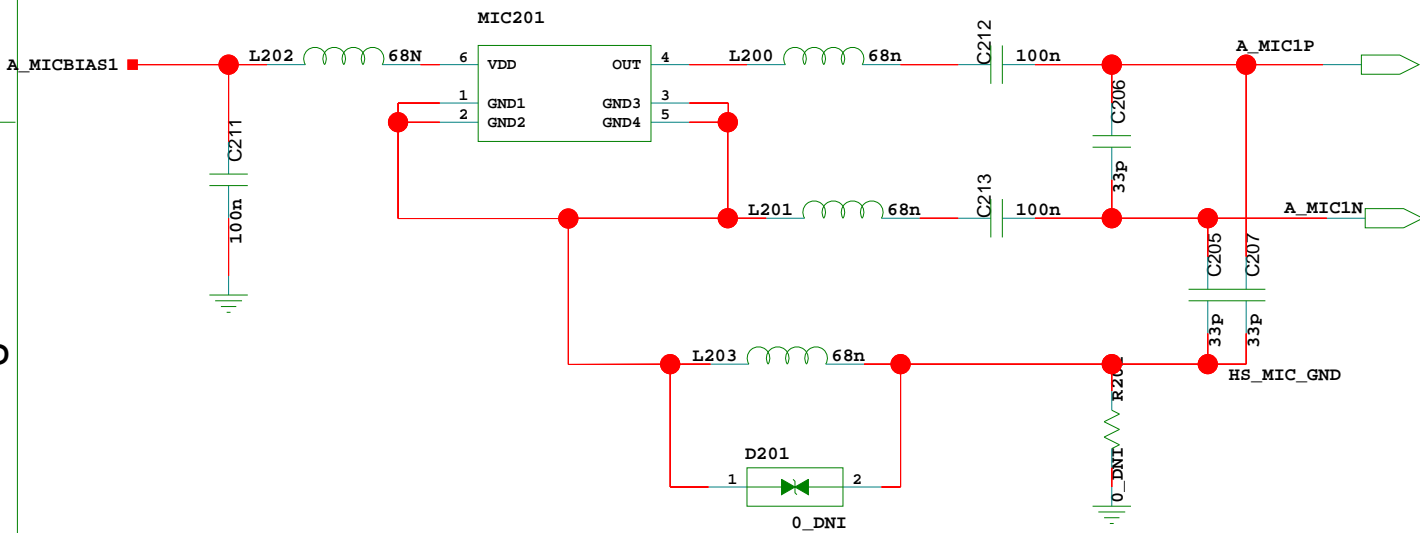 MIC201
A_MICBIAS1
L202
68N
6
VDD
OUT
4
L200
68n
C212
100n
A_MIC1P
1
GND1
GND3
3
2
GND2
GND4
5
C206
33p
C211
100n
L201
68n
C213
100n
A_MIC1N
C205
33p
C207
33p
L203
68n
HS_MIC_GND
0_DNI
D201
1
2
0_DNI